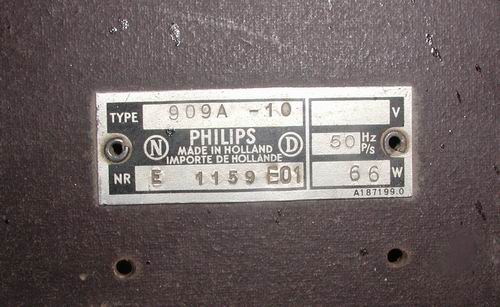 TYPE 909A -10 V
N PHILIPS D
MADE IN HOLLAND
IMPORTE DE HOLLANDE
50 Hz P/s
NR E 1159 E01 66 W
A187199.0